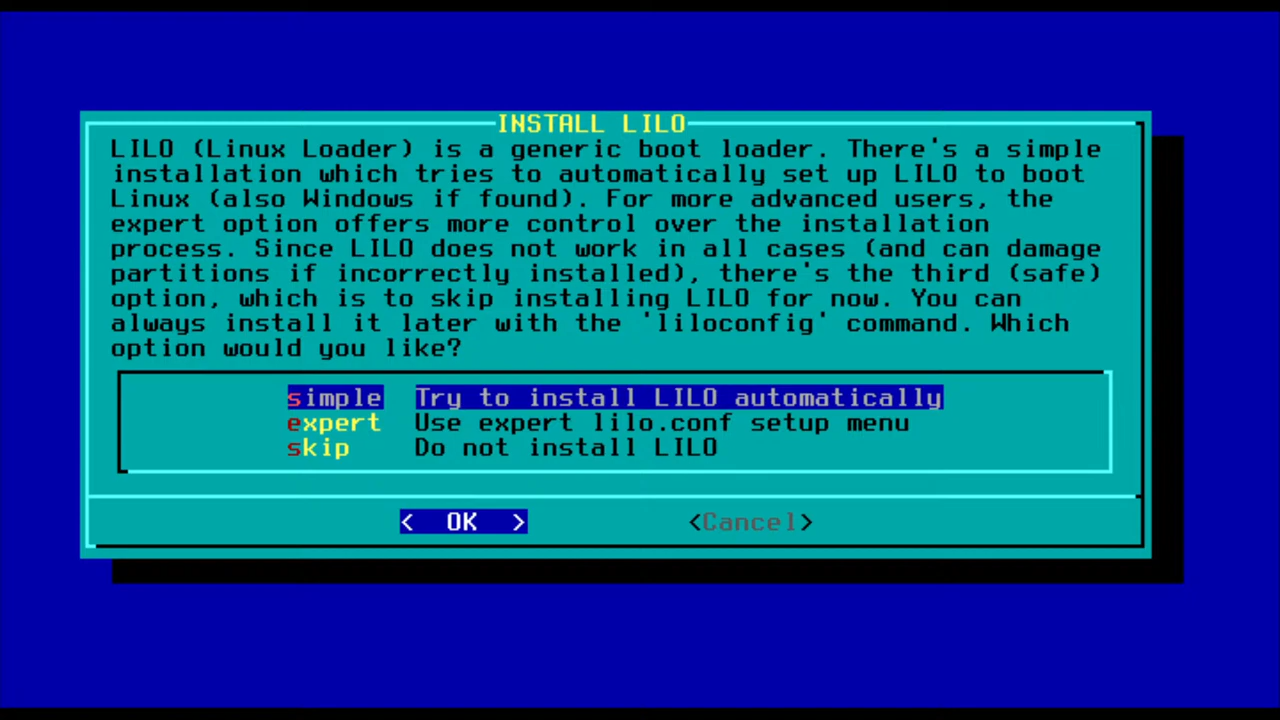 INSTALL LILO
LILO (Linux Loader) is a generic boot loader. There's a simple
installation which tries to automatically set up LILO to boot
Linux (also Windows if found). For more advanced users, the
expert option offers more control over the installation
process. Since LILO does not work in all cases (and can damage
partitions if incorrectly installed), there's the third (safe)
option, which is to skip installing LILO for now. You can
always install it later with the 'liloconfig' command. Which
option would you like?
simple Try to install LILO automatically
expert Use expert lilo.conf setup menu
skip Do not install LILO
< OK > <Cancel>